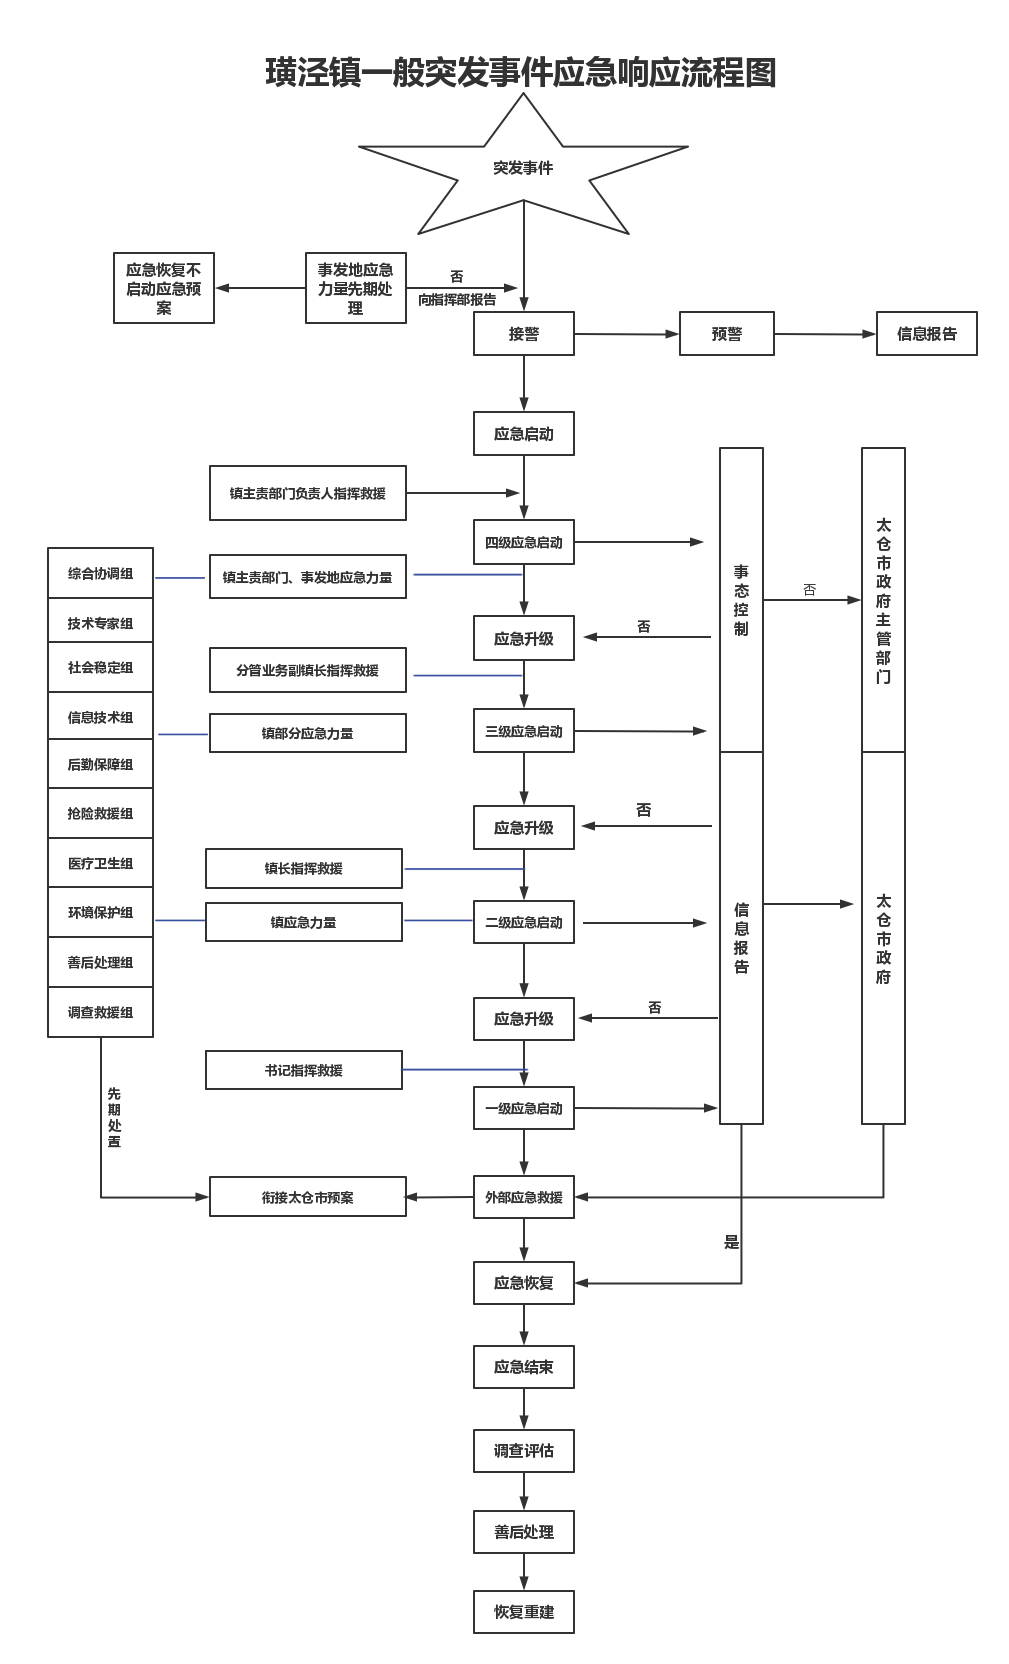 璜泾镇一般突发事件应急响应流程图
突发事件
应急恢复不
启动应急预
案
事发地应急
力量先期处
理
否
向指挥部报告
接警
预警
信息报告
应急启动
镇主责部门负责人指挥救援
四级应急启动
综合协调组
技术专家组
社会稳定组
信息技术组
后勤保障组
抢险救援组
医疗卫生组
环境保护组
善后处理组
调查救援组
镇主责部门、事发地应急力量
应急升级
否
分管业务副镇长指挥救援
镇部分应急力量
三级应急启动
应急升级
否
镇长指挥救援
镇应急力量
二级应急启动
应急升级
否
书记指挥救援
一级应急启动
事
态
控
制
否
信
息
报
告
太
仓
市
政
府
主
管
部
门
太
仓
市
政
府
先
期
处
置
衔接太仓市预案
外部应急救援
是
应急恢复
应急结束
调查评估
善后处理
恢复重建